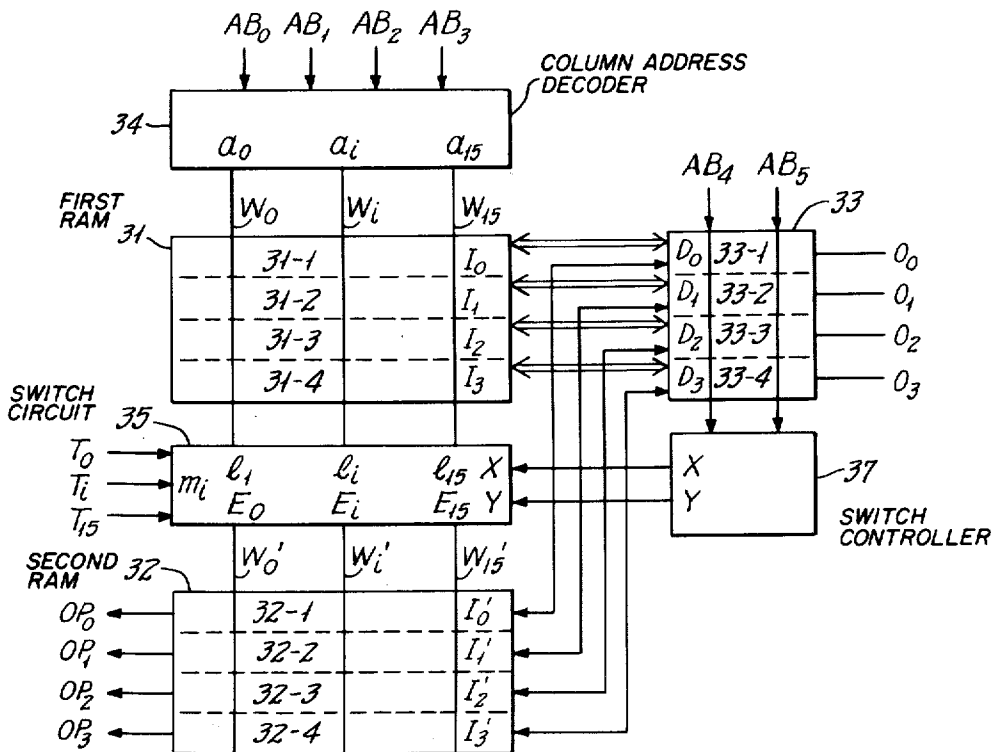 AB₀ AB₁ AB₂ AB₃
COLUMN ADDRESS
DECODER
34
a₀ aᵢ a₁₅
AB₄ AB₅
FIRST
RAM
31
W₀ Wᵢ W₁₅
33
31-1 I₀
31-2 I₁
31-3 I₂
31-4 I₃
D₀ 33-1 O₀
D₁ 33-2 O₁
D₂ 33-3 O₂
D₃ 33-4 O₃
SWITCH
CIRCUIT
35
T₀
Tᵢ
T₁₅
mᵢ
l₁ lᵢ l₁₅ X
E₀ Eᵢ E₁₅ Y
X
Y
37
SWITCH
CONTROLLER
SECOND
RAM
32
W₀' Wᵢ' W₁₅'
OP₀ 32-1 I₀'
OP₁ 32-2 I₁'
OP₂ 32-3 I₂'
OP₃ 32-4 I₃'